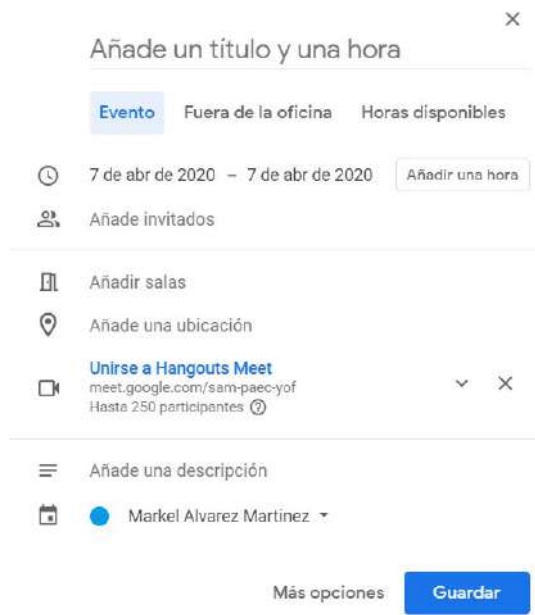 Añade un título y una hora
Evento Fuera de la oficina Horas disponibles
7 de abr de 2020 – 7 de abr de 2020 Añadir una hora
Añade invitados
Añadir salas
Añade una ubicación
Unirse a Hangouts Meet
meet.google.com/sam-paec-yof
Hasta 250 participantes
Añade una descripción
Markel Alvarez Martinez
Más opciones Guardar